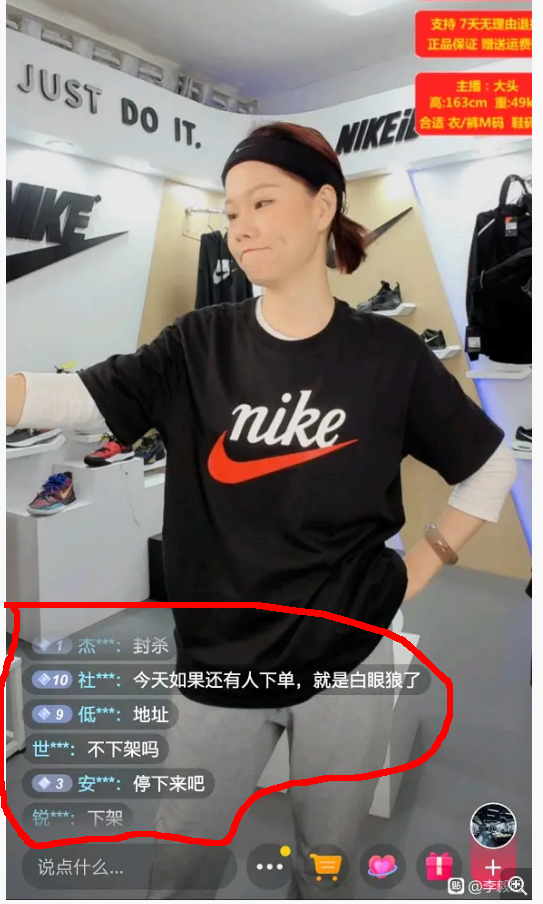 支持 7天无理由退
正品保证 赠送运费
主播：大头
高:163cm 重:49k
合适 衣/裤M码 鞋码
JUST DO IT.
NIKEiD
NIKE
nike
1 杰***： 封杀
10 社***： 今天如果还有人下单，就是白眼狼了
9 低***： 地址
世***： 不下架吗
3 安***： 停下来吧
锐***： 下架
说点什么...
贴 @李毅